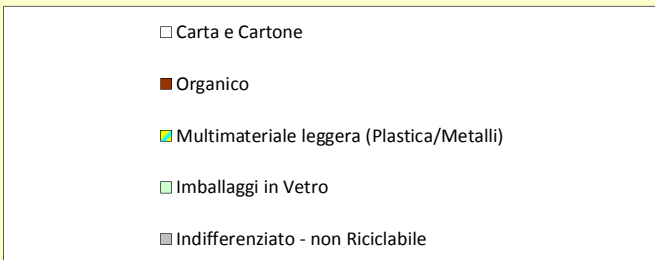 Carta e Cartone
Organico
Multimateriale leggera (Plastica/Metalli)
Imballaggi in Vetro
Indifferenziato - non Riciclabile